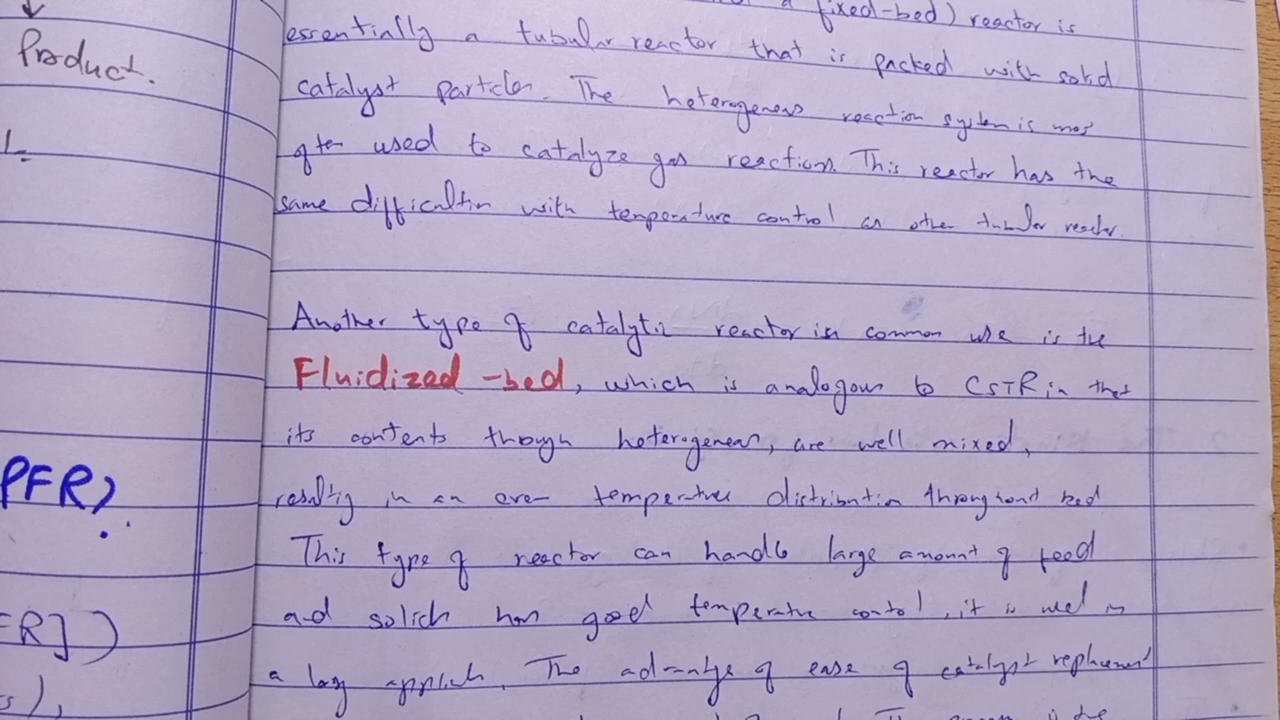 Product.
1.
PFR)
FR])
s),
a fixed-bed) reactor is
essentially a tubular reactor that is packed with solid
catalyst particles. The heterogeneous reaction system is most
often used to catalyze gas reactions. This reactor has the
same difficulties with temperature control as other tubular reactor.
Another type of catalytic reactor in common use is the
Fluidized-bed, which is analogous to CSTR in that
its contents though heterogeneous, are well mixed,
resulting in an even temperature distribution throughout bed
This type of reactor can handle large amount of feed
and solids has good temperature control, it is used in
a The advantage of ease of catalyst replacement